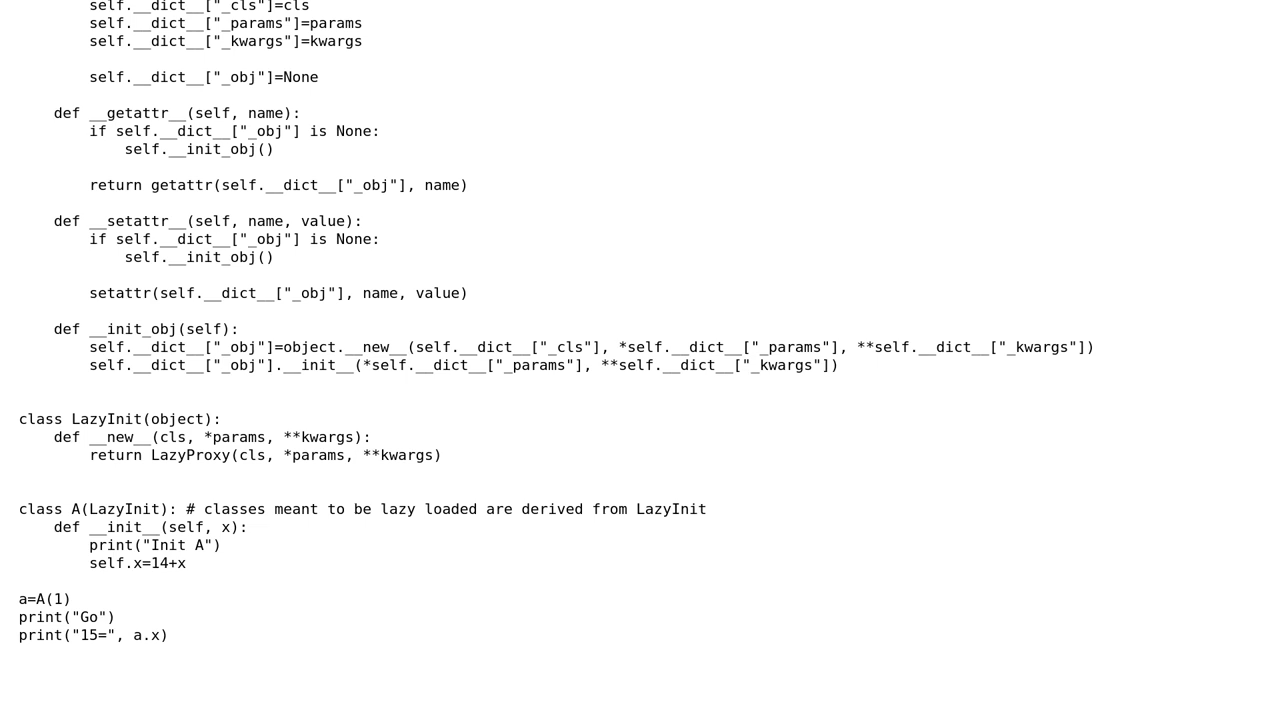 self.__dict__["_cls"]=cls
        self.__dict__["_params"]=params
        self.__dict__["_kwargs"]=kwargs

        self.__dict__["_obj"]=None

    def __getattr__(self, name):
        if self.__dict__["_obj"] is None:
            self.__init_obj()

        return getattr(self.__dict__["_obj"], name)

    def __setattr__(self, name, value):
        if self.__dict__["_obj"] is None:
            self.__init_obj()

        setattr(self.__dict__["_obj"], name, value)

    def __init_obj(self):
        self.__dict__["_obj"]=object.__new__(self.__dict__["_cls"], *self.__dict__["_params"], **self.__dict__["_kwargs"])
        self.__dict__["_obj"].__init__(*self.__dict__["_params"], **self.__dict__["_kwargs"])


class LazyInit(object):
    def __new__(cls, *params, **kwargs):
        return LazyProxy(cls, *params, **kwargs)


class A(LazyInit): # classes meant to be lazy loaded are derived from LazyInit
    def __init__(self, x):
        print("Init A")
        self.x=14+x

a=A(1)
print("Go")
print("15=", a.x)